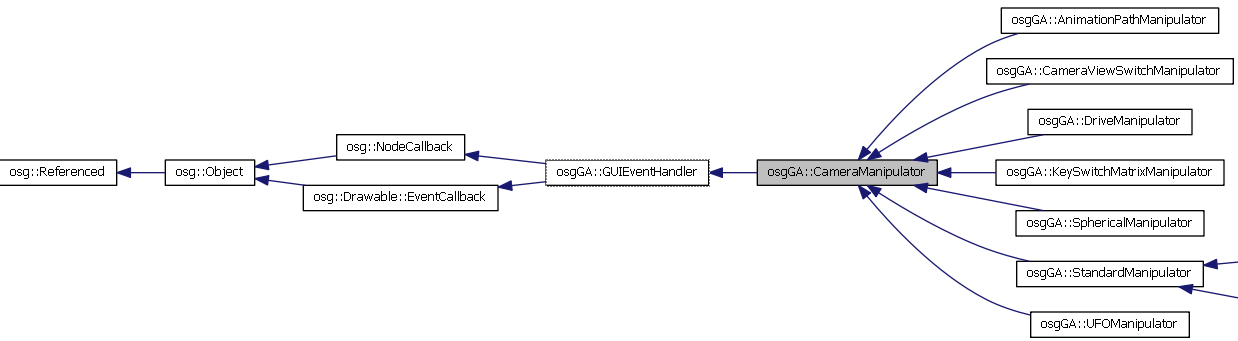 osg::Referenced
osg::Object
osg::NodeCallback
osg::Drawable::EventCallback
osgGA::GUIEventHandler
osgGA::CameraManipulator
osgGA::AnimationPathManipulator
osgGA::CameraViewSwitchManipulator
osgGA::DriveManipulator
osgGA::KeySwitchMatrixManipulator
osgGA::SphericalManipulator
osgGA::StandardManipulator
osgGA::UFOManipulator